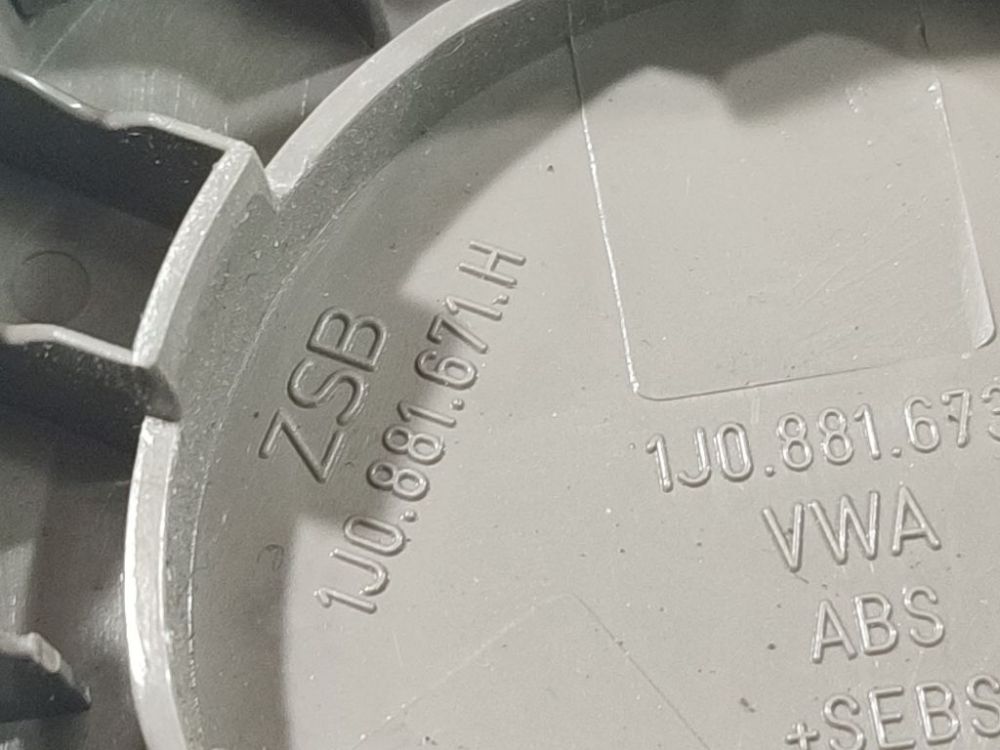 ZSB
1J0.881.671.H
1J0.881.673
VWA
ABS
+SEBS